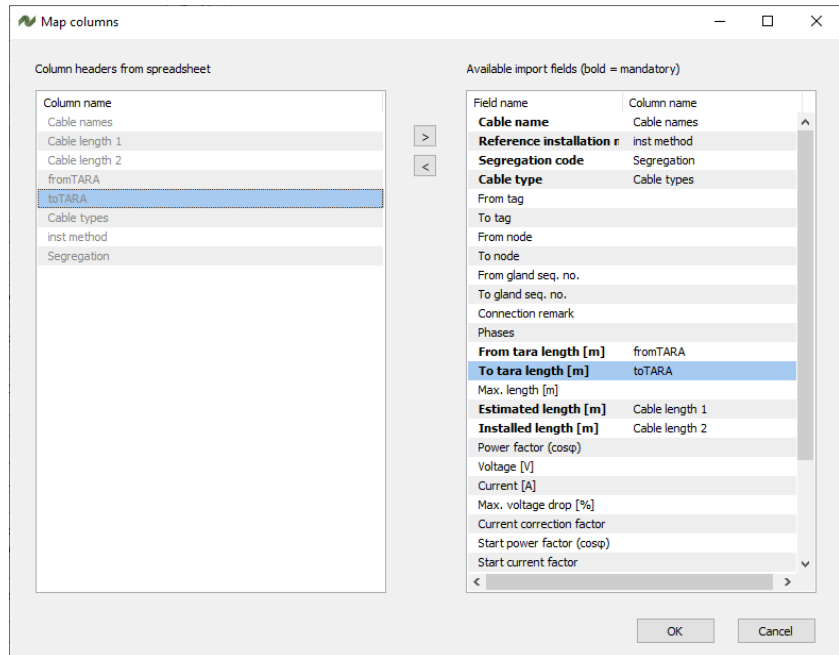 Map columns
Column headers from spreadsheet
Column name
Cable names
Cable length 1
Cable length 2
fromTARA
toTARA
Cable types
inst method
Segregation
>
<
Available import fields (bold = mandatory)
Field name Column name
Cable name Cable names
Reference installation inst method
Segregation code Segregation
Cable type Cable types
From tag
To tag
From node
To node
From gland seq. no.
To gland seq. no.
Connection remark
Phases
From tara length [m] fromTARA
To tara length [m] toTARA
Max. length [m]
Estimated length [m] Cable length 1
Installed length [m] Cable length 2
Power factor (cosφ)
Voltage [V]
Current [A]
Max. voltage drop [%]
Current correction factor
Start power factor (cosφ)
Start current factor
OK Cancel